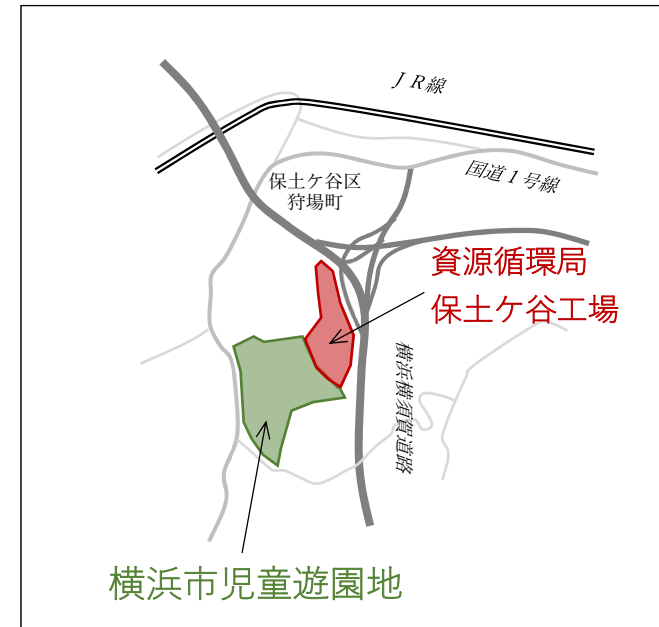 ＪＲ線
国道１号線
保土ケ谷区
狩場町
資源循環局
保土ケ谷工場
横浜横須賀道路
横浜市児童遊園地